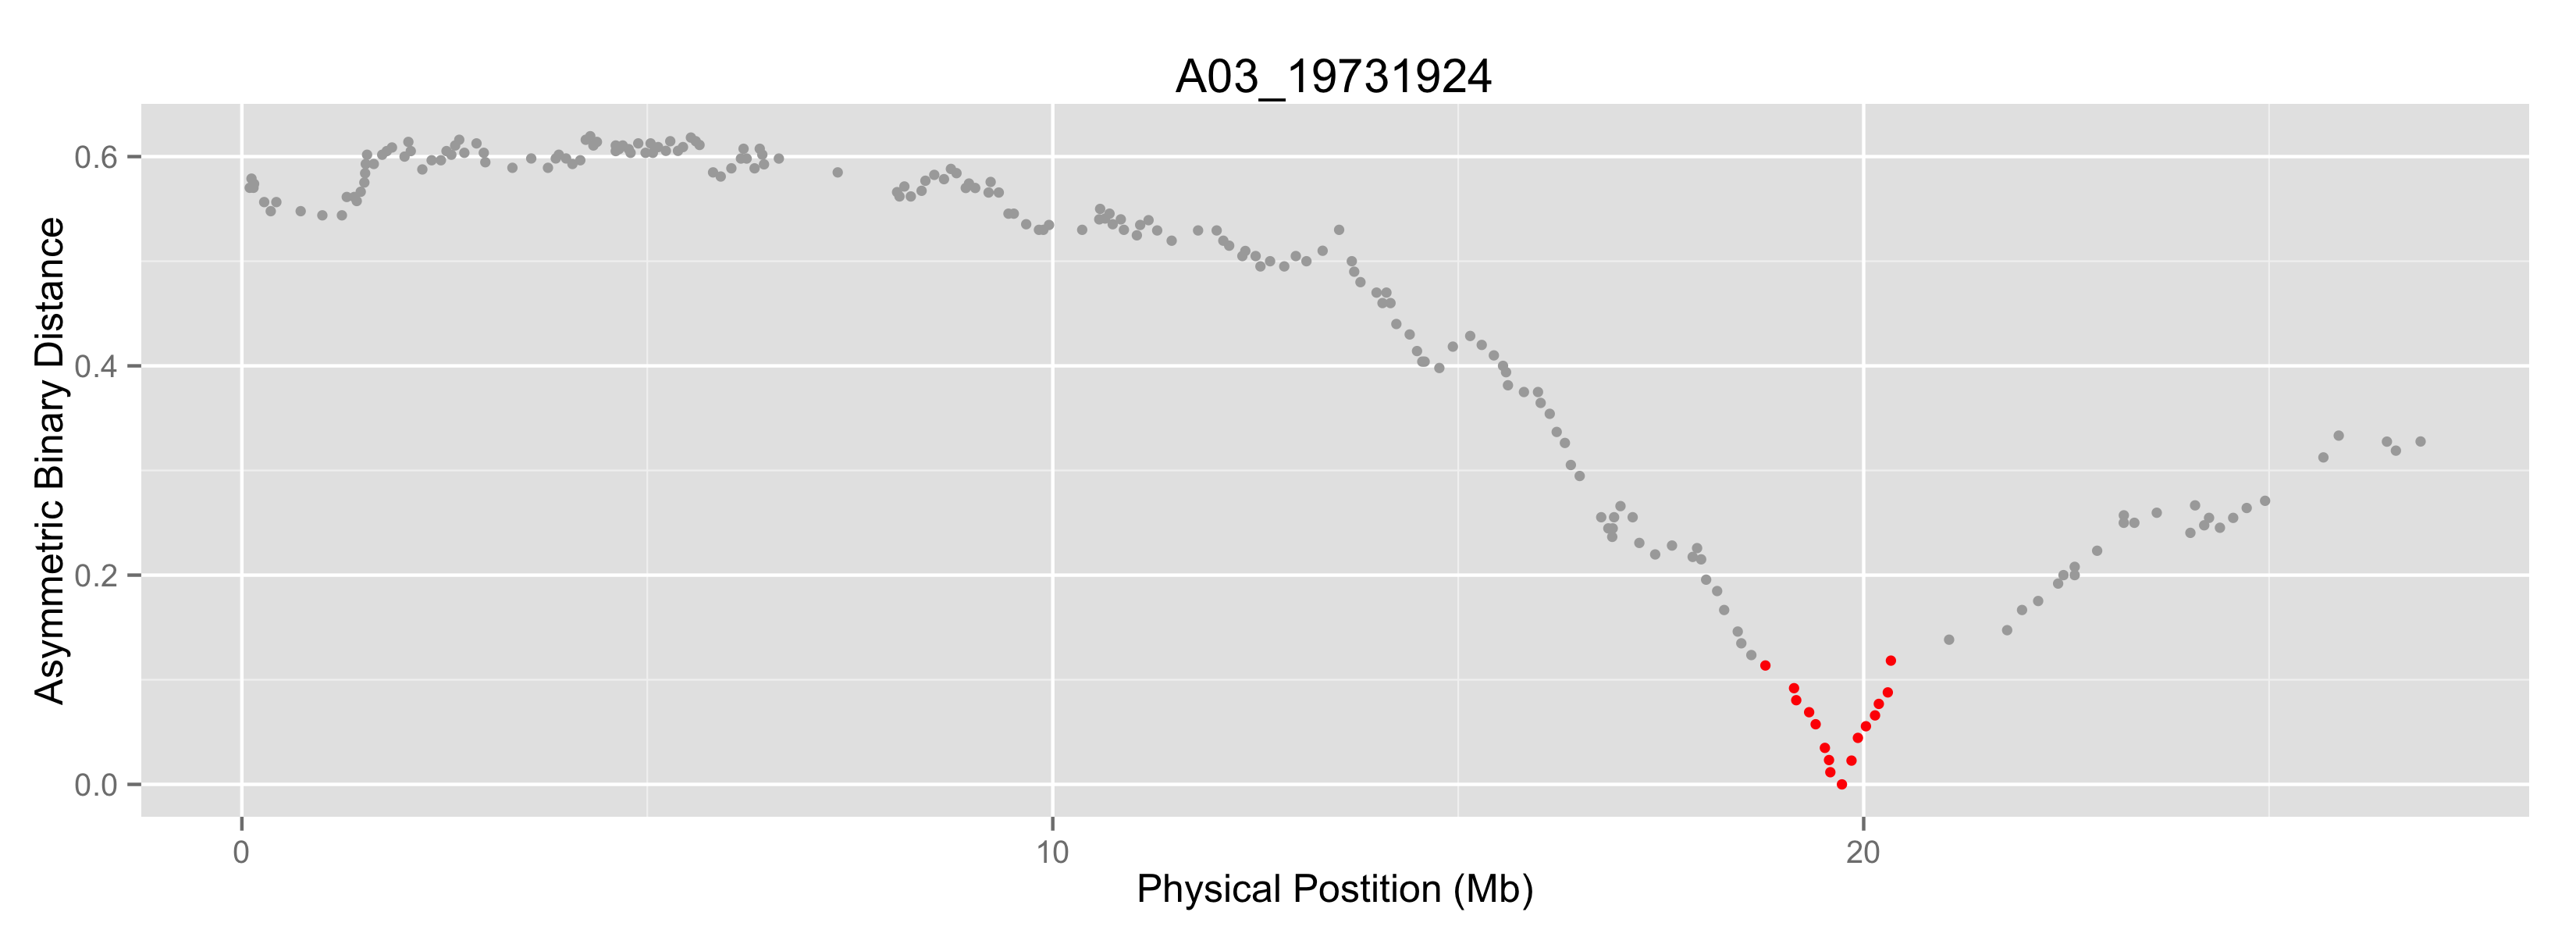 A03_19731924
Asymmetric Binary Distance
0.6
0.4
0.2
0.0
0
10
20
Physical Postition (Mb)